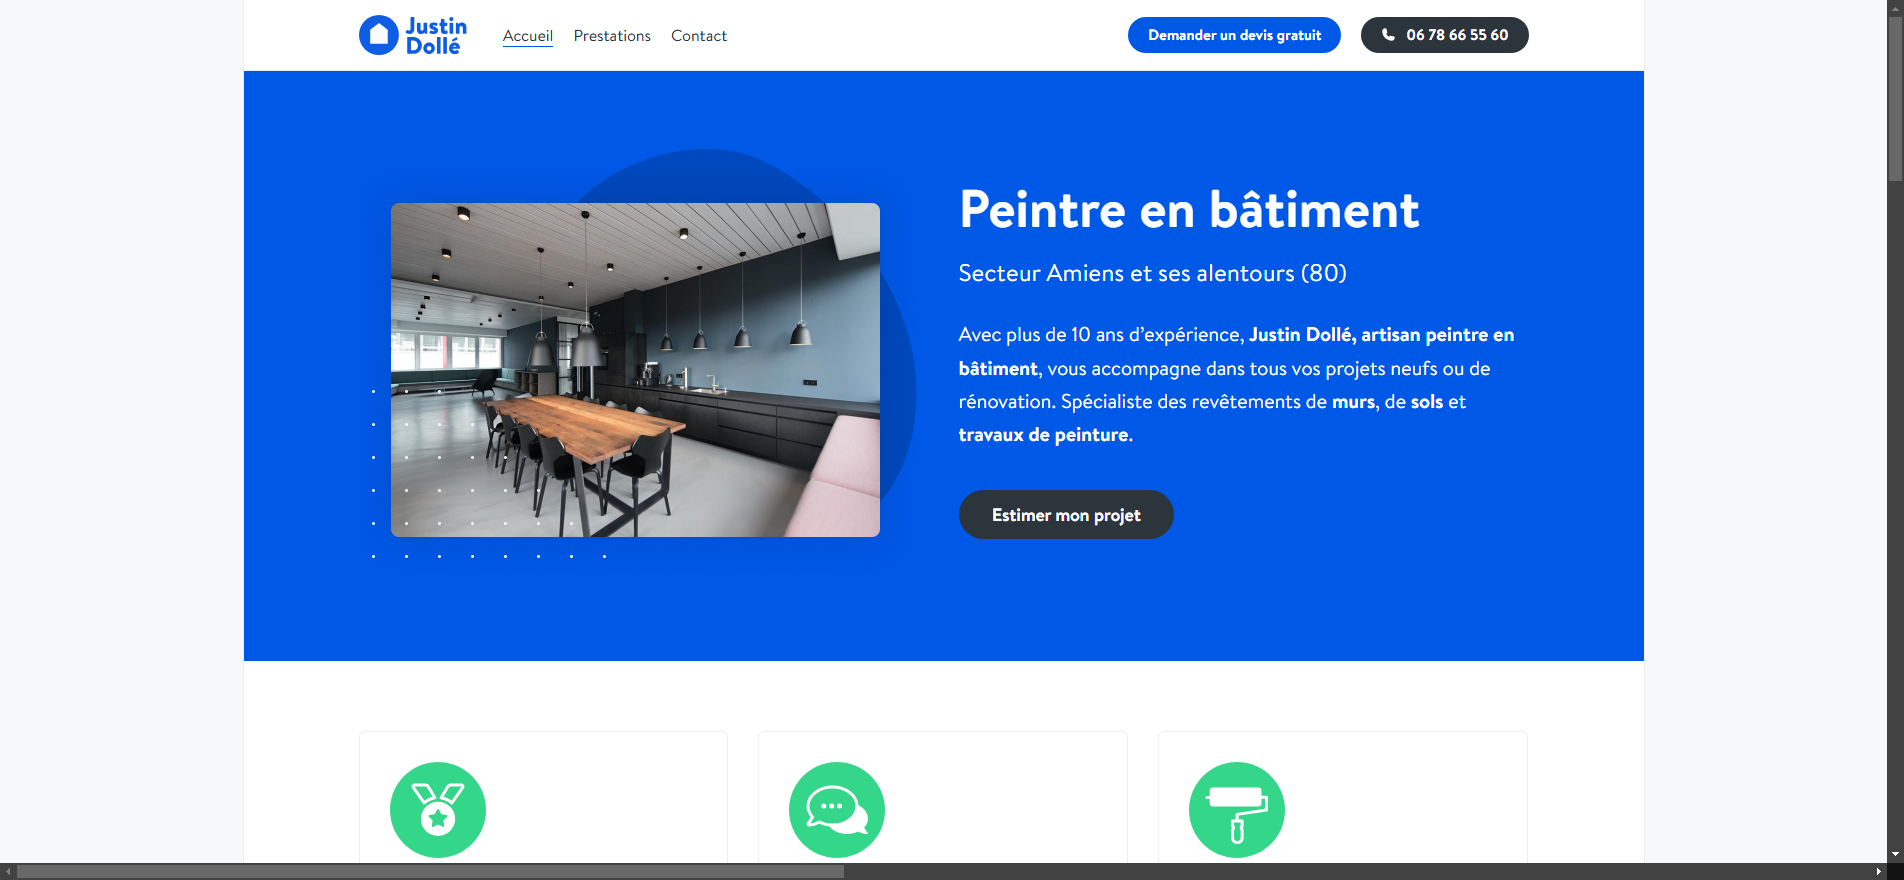 Justin
Dollé
Accueil
Prestations
Contact
Demander un devis gratuit
06 78 66 55 60
Peintre en bâtiment
Secteur Amiens et ses alentours (80)
Avec plus de 10 ans d’expérience, Justin Dollé, artisan peintre en
bâtiment, vous accompagne dans tous vos projets neufs ou de
rénovation. Spécialiste des revêtements de murs, de sols et
travaux de peinture.
Estimer mon projet